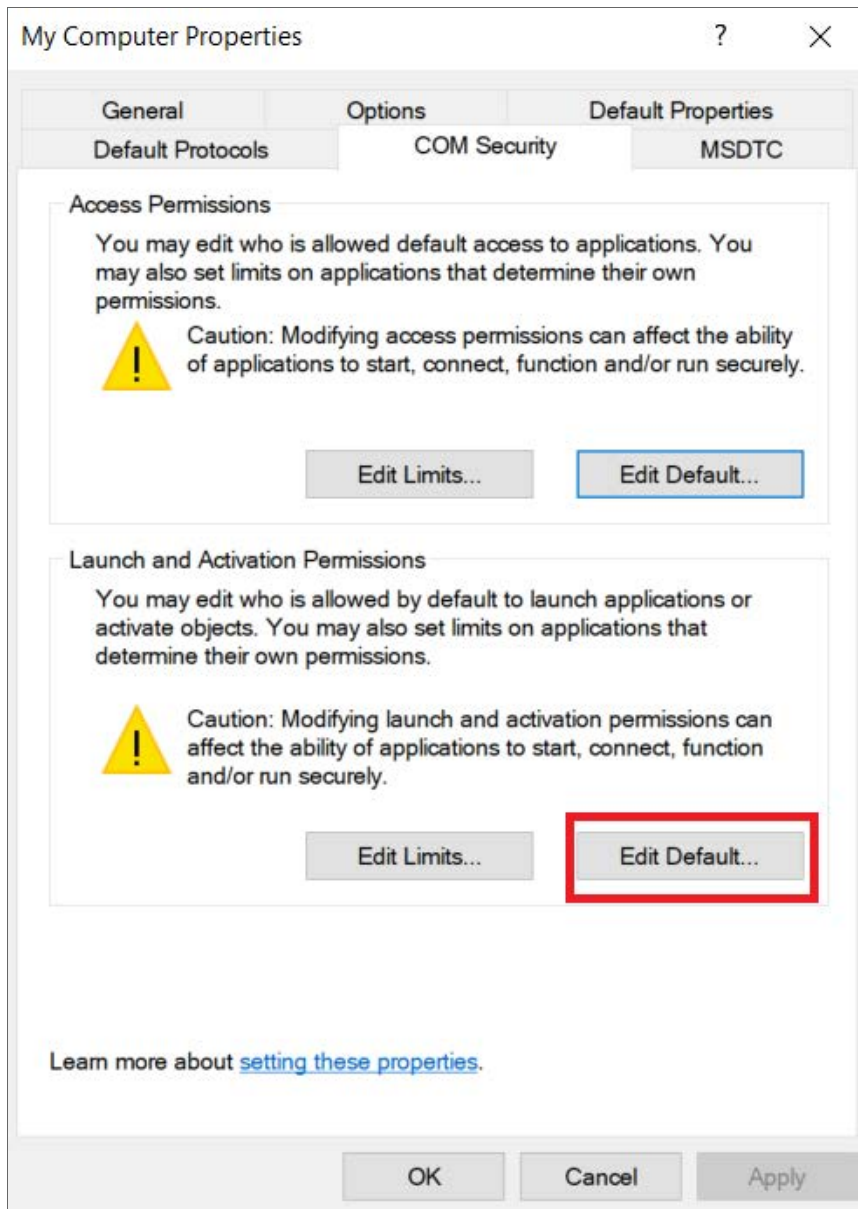 My Computer Properties
?
General Options Default Properties
Default Protocols COM Security MSDTC
Access Permissions
You may edit who is allowed default access to applications. You
may also set limits on applications that determine their own
permissions.
Caution: Modifying access permissions can affect the ability
of applications to start, connect, function and/or run securely.
Edit Limits... Edit Default...
Launch and Activation Permissions
You may edit who is allowed by default to launch applications or
activate objects. You may also set limits on applications that
determine their own permissions.
Caution: Modifying launch and activation permissions can
affect the ability of applications to start, connect, function
and/or run securely.
Edit Limits... Edit Default...
Learn more about setting these properties.
OK Cancel Apply